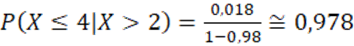 P(X ≤ 4|X > 2) = 0,018/(1−0,98) ≅ 0,978